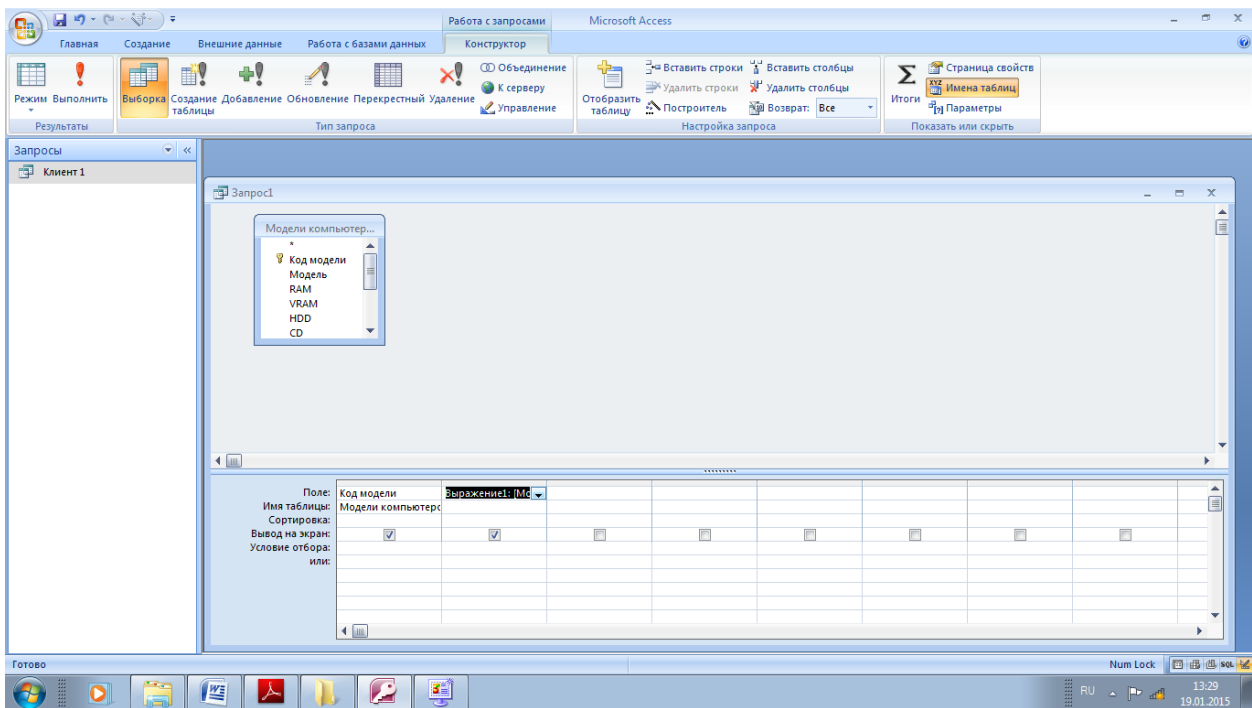 Работа с запросами
Microsoft Access
Главная
Создание
Внешние данные
Работа с базами данных
Конструктор
Режим
Выполнить
Результаты
Выборка
Создание таблицы
Добавление
Обновление
Перекрестный
Удаление
Объединение
К серверу
Управление
Тип запроса
Отобразить таблицу
Вставить строки
Удалить строки
Построитель
Вставить столбцы
Удалить столбцы
Возврат: Все
Настройка запроса
Итоги
Страница свойств
XYZ
Имена таблиц
Параметры
Показать или скрыть
Запросы
Клиент 1
Запрос1
Модели компьютер...
*
Код модели
Модель
RAM
VRAM
HDD
CD
Поле: Код модели Выражение1: [Мо
Имя таблицы: Модели компьютерс
Сортировка:
Вывод на экран:
Условие отбора:
или:
Готово
Num Lock
SQL
RU
13:29
19.01.2015